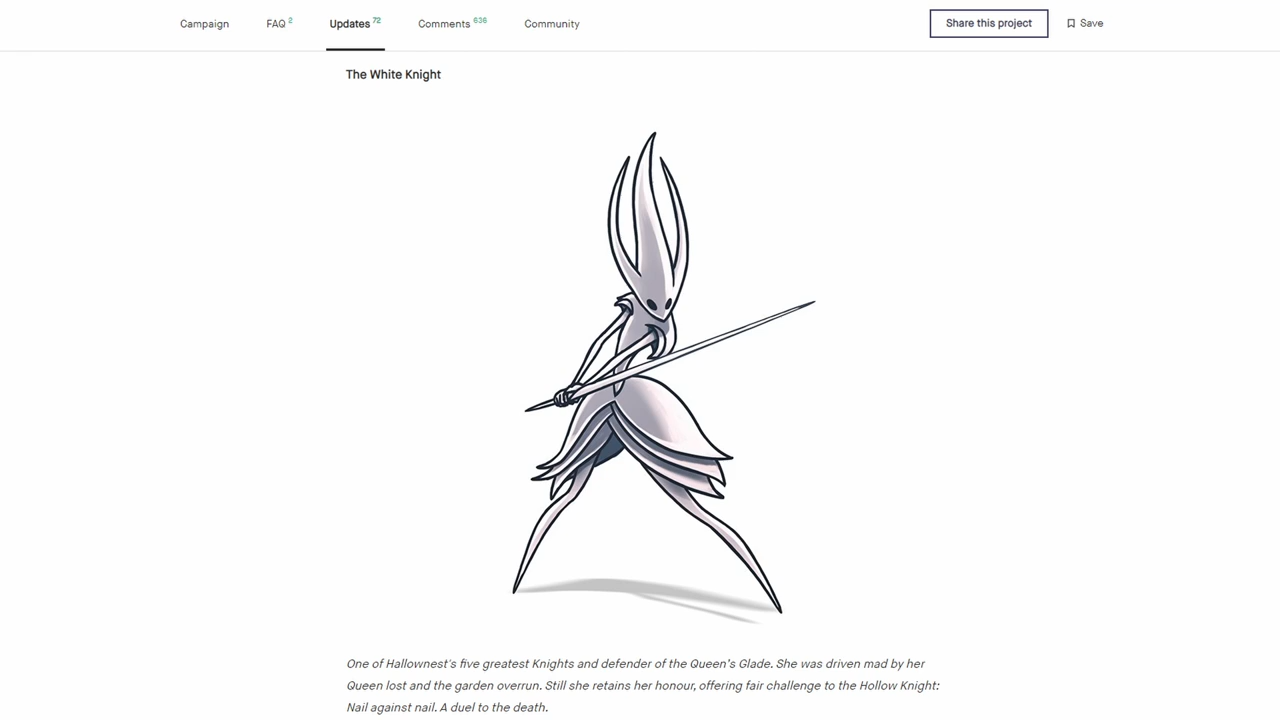 Campaign FAQ 2 Updates 72 Comments 636 Community Share this project Save
The White Knight
One of Hallownest's five greatest Knights and defender of the Queen's Glade. She was driven mad by her
Queen lost and the garden overrun. Still she retains her honour, offering fair challenge to the Hollow Knight:
Nail against nail. A duel to the death.